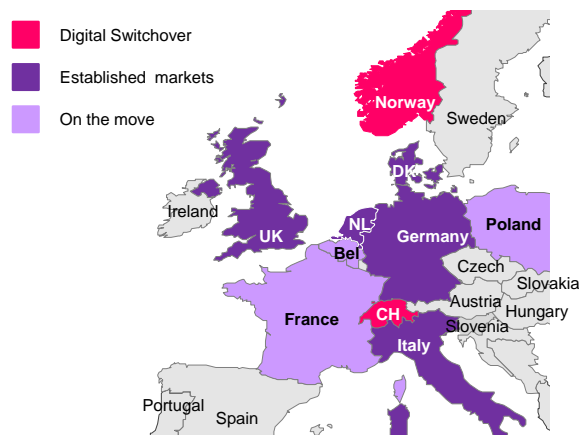 Digital Switchover
Established markets
On the move
Norway
Sweden
DK
Ireland
UK
NL
Germany
Poland
Bel
Czech
Slovakia
Austria
Hungary
Slovenia
France
CH
Italy
Portugal
Spain